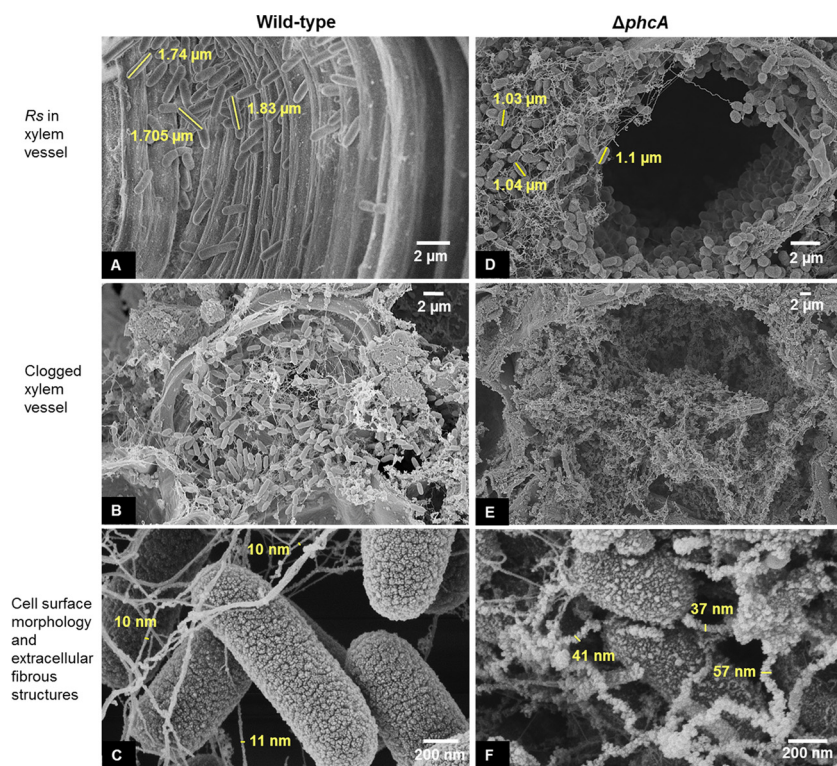 Wild-type
ΔphcA
Rs in
xylem
vessel
1.74 µm
1.83 µm
1.705 µm
2 µm
A
1.03 µm
1.1 µm
1.04 µm
2 µm
D
Clogged
xylem
vessel
2 µm
B
2 µm
E
Cell surface
morphology
and
extracellular
fibrous
structures
10 nm
10 nm
11 nm
200 nm
C
37 nm
41 nm
57 nm
200 nm
F